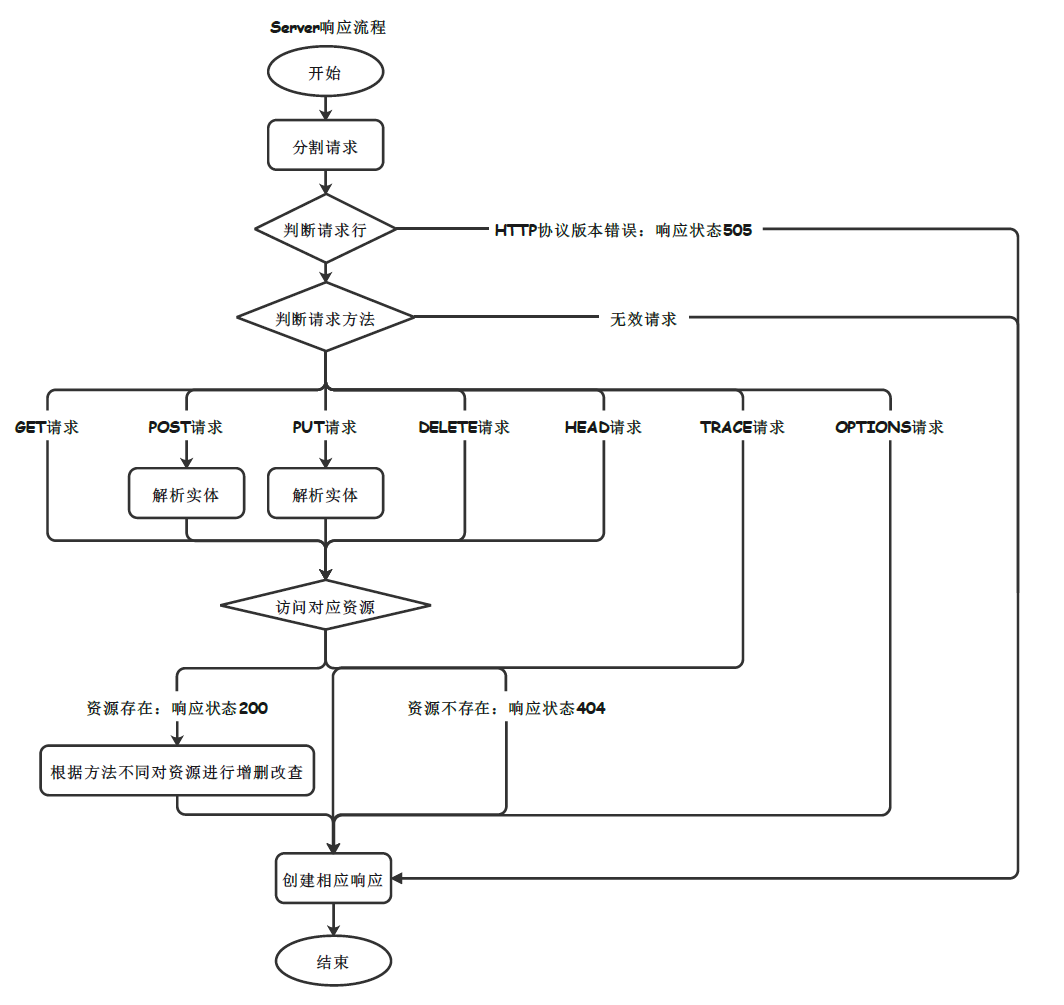 Server响应流程
开始
分割请求
判断请求行
HTTP协议版本错误：响应状态505
判断请求方法
无效请求
GET请求
POST请求
PUT请求
DELETE请求
HEAD请求
TRACE请求
OPTIONS请求
解析实体
解析实体
访问对应资源
资源存在：响应状态200
资源不存在：响应状态404
根据方法不同对资源进行增删改查
创建相应响应
结束